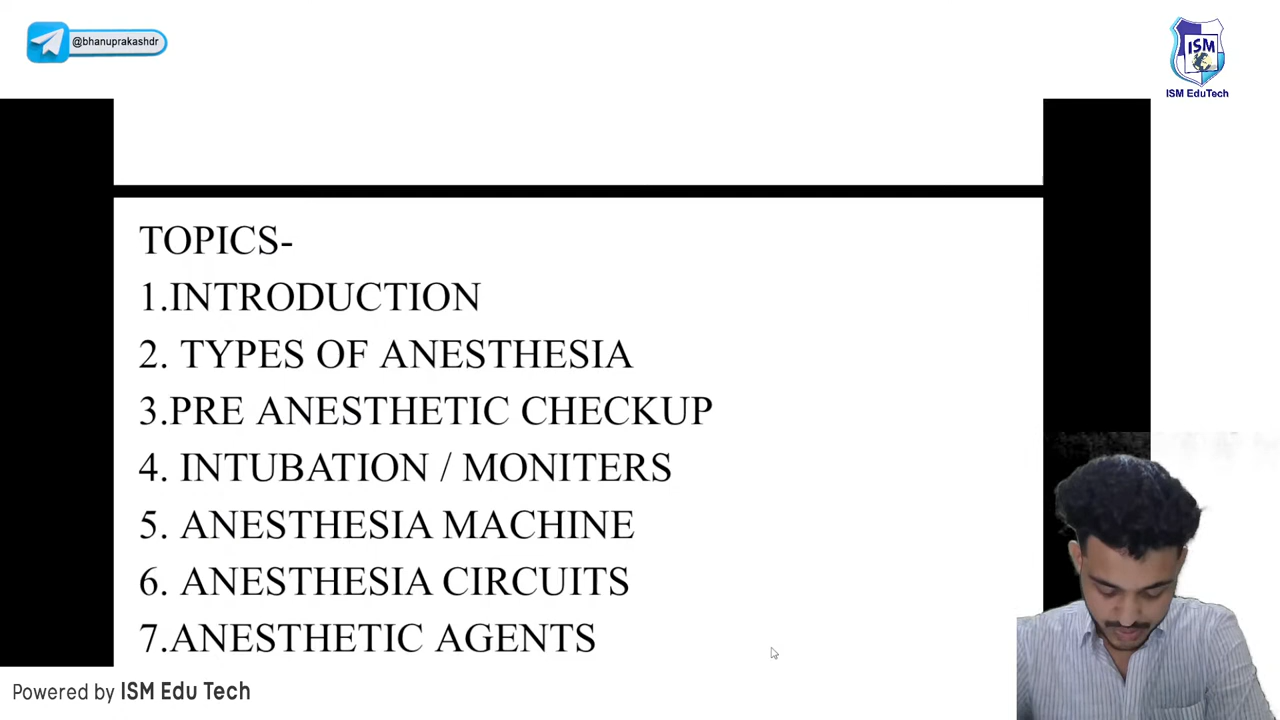 @bhanuprakashdr
ISM
ISM EduTech
TOPICS-
1.INTRODUCTION
2. TYPES OF ANESTHESIA
3.PRE ANESTHETIC CHECKUP
4. INTUBATION / MONITERS
5. ANESTHESIA MACHINE
6. ANESTHESIA CIRCUITS
7.ANESTHETIC AGENTS
Powered by ISM Edu Tech